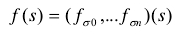 f(s) = (f_{σ0}, ... f_{σn})(s)